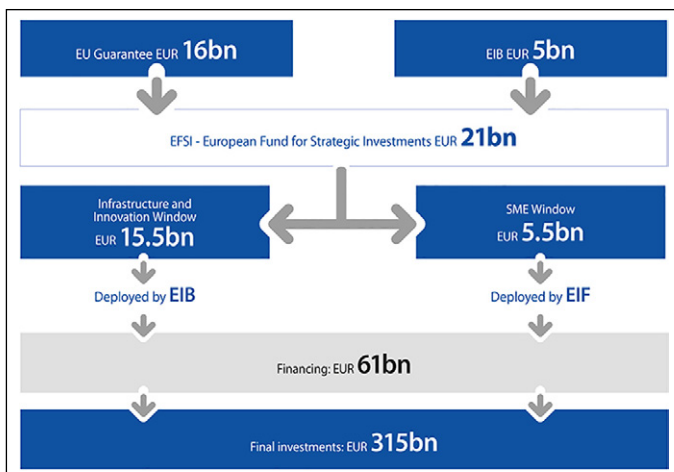 EU Guarantee EUR 16bn
EIB EUR 5bn
EFSI - European Fund for Strategic Investments EUR 21bn
Infrastructure and
Innovation Window
EUR 15.5bn
SME Window
EUR 5.5bn
Deployed by EIB
Deployed by EIF
Financing: EUR 61bn
Final investments: EUR 315bn